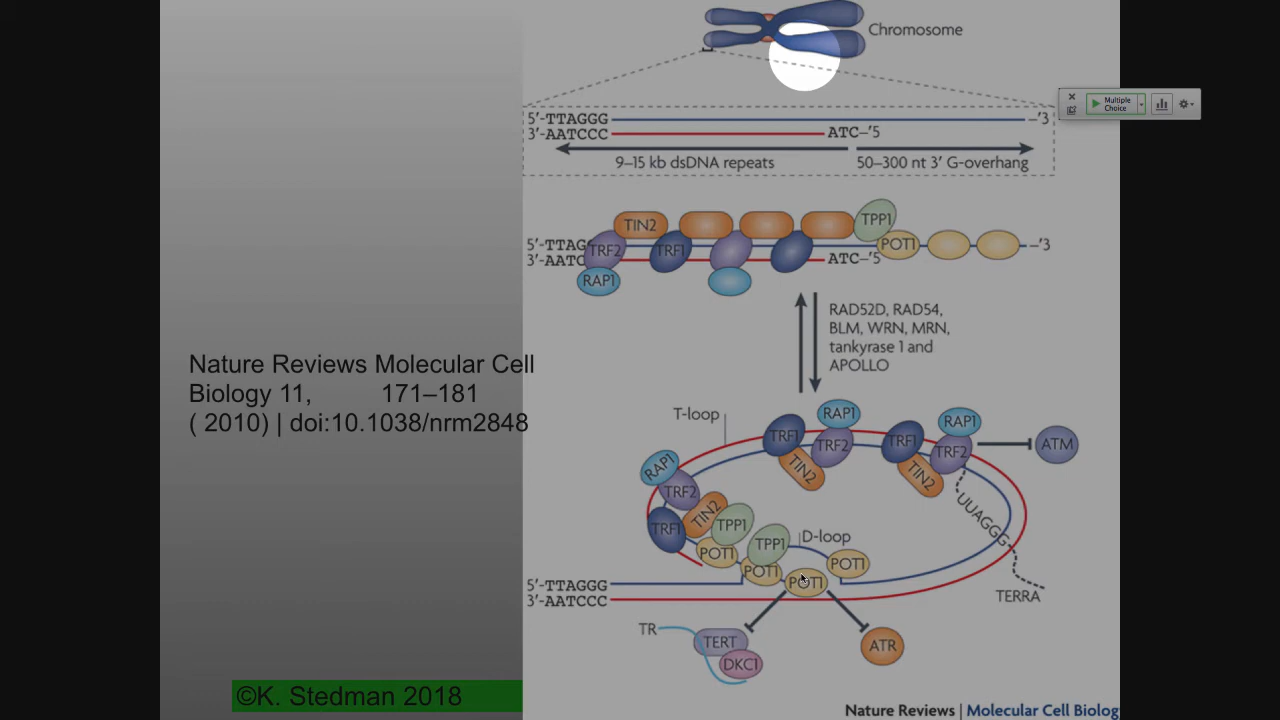 Chromosome
Multiple
Choice
5′-TTAGGG –′3
3′-AATCCC ATC–′5
9–15 kb dsDNA repeats 50–300 nt 3′ G-overhang
TIN2 TPP1
5′-TTAG TRF2 TRF1 POT1 –′3
3′-AATC ATC–′5
RAP1
RAD52D, RAD54,
BLM, WRN, MRN,
tankyrase 1 and
APOLLO
Nature Reviews Molecular Cell
Biology 11, 171–181
( 2010) | doi:10.1038/nrm2848
T-loop RAP1 RAP1
TRF1 TRF2 TRF1 TRF2 ATM
TIN2 TIN2
RAP1
TRF2
TRF1 TIN2 TPP1 TPP1 D-loop UUAGGG
POT1 POT1 POT1 POT1
5′-TTAGGG
3′-AATCCC TERRA
TR TERT ATR
DKC1
©K. Stedman 2018
Nature Reviews | Molecular Cell Biolog